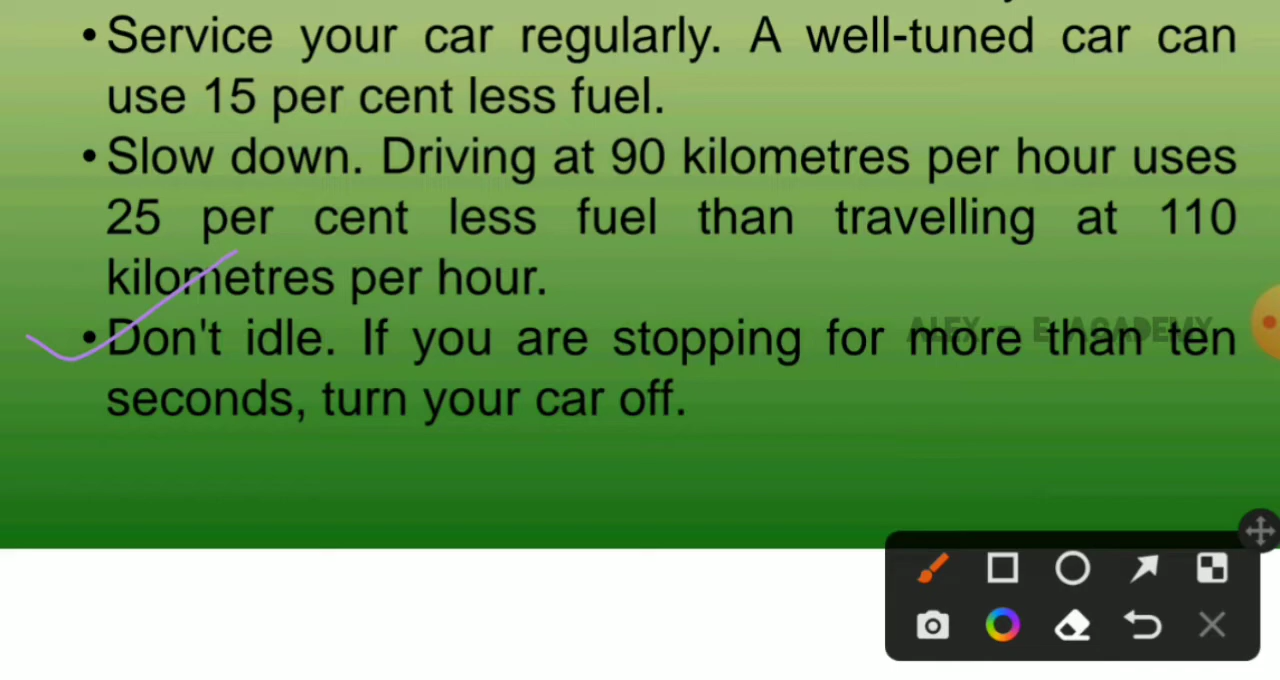 • Service your car regularly. A well-tuned car can
use 15 per cent less fuel.
• Slow down. Driving at 90 kilometres per hour uses
25 per cent less fuel than travelling at 110
kilometres per hour.
• Don't idle. If you are stopping for more than ten
seconds, turn your car off.
ALEX - E ACADEMY